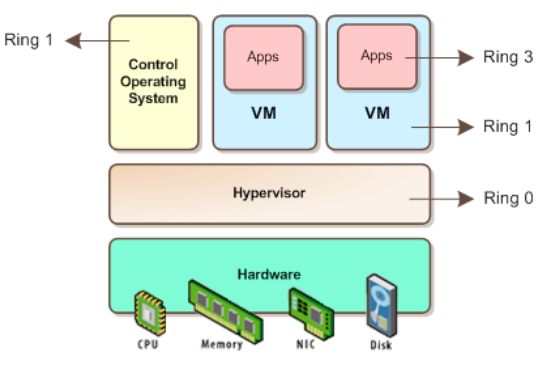 Ring 1
Control
Operating
System
Apps
VM
Apps
VM
Ring 3
Ring 1
Hypervisor
Ring 0
Hardware
CPU
Memory
NIC
Disk